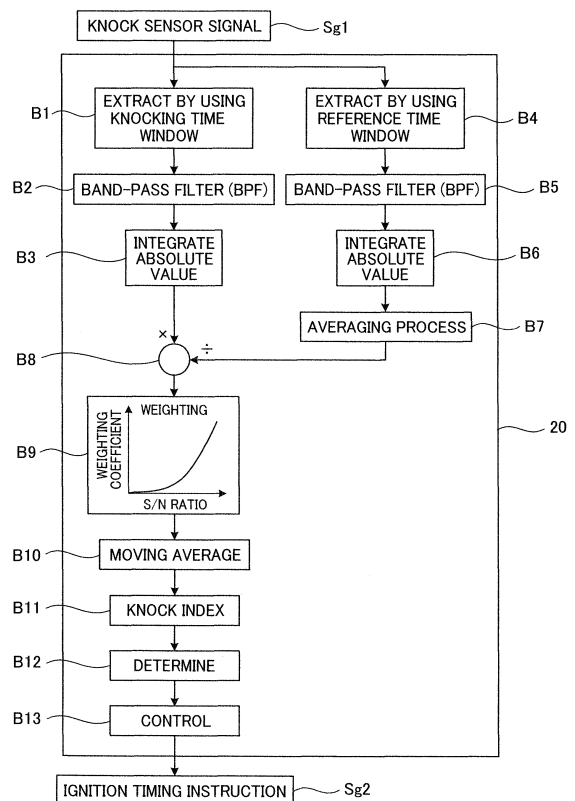 KNOCK SENSOR SIGNAL
Sg1
B1
EXTRACT BY USING
KNOCKING TIME
WINDOW
EXTRACT BY USING
REFERENCE TIME
WINDOW
B4
B2
BAND-PASS FILTER (BPF)
BAND-PASS FILTER (BPF)
B5
B3
INTEGRATE
ABSOLUTE
VALUE
INTEGRATE
ABSOLUTE
VALUE
B6
AVERAGING PROCESS
B7
×
÷
B8
B9
WEIGHTING
WEIGHTING
COEFFICIENT
S/N RATIO
20
B10
MOVING AVERAGE
B11
KNOCK INDEX
B12
DETERMINE
B13
CONTROL
IGNITION TIMING INSTRUCTION
Sg2